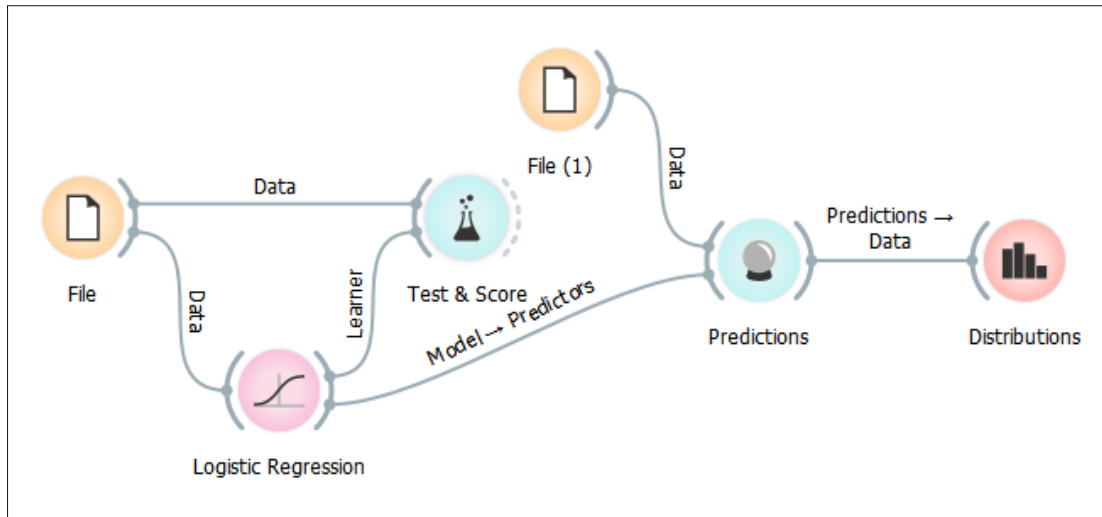 File (1)
Data
Data
File
Data
Learner
Test & Score
Model → Predictors
Predictions →
Data
Predictions
Distributions
Logistic Regression